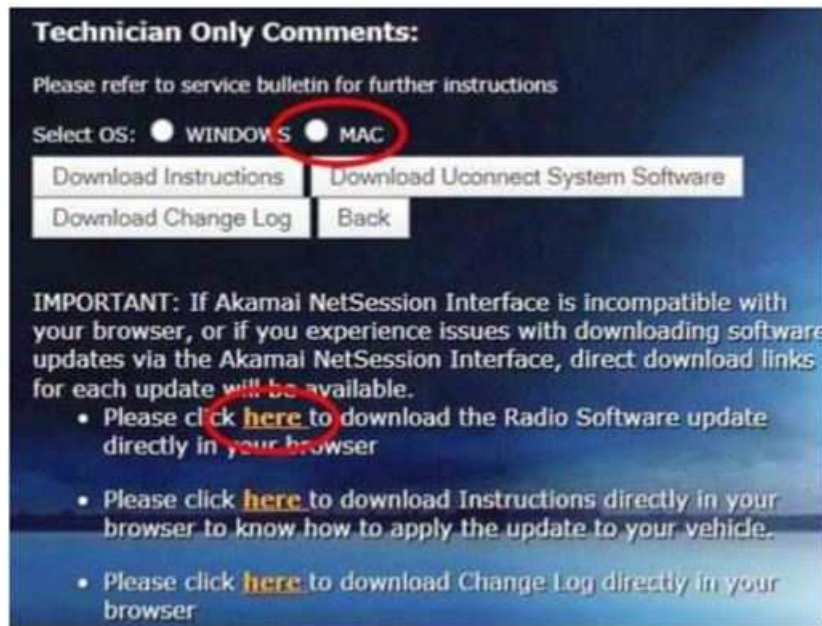 Technician Only Comments:
Please refer to service bulletin for further instructions
Select OS: WINDOWS MAC
Download Instructions Download Uconnect System Software
Download Change Log Back
IMPORTANT: If Akamai NetSession Interface is incompatible with
your browser, or if you experience issues with downloading software
updates via the Akamai NetSession Interface, direct download links
for each update will be available.
• Please click here to download the Radio Software update
directly in your browser
• Please click here to download Instructions directly in your
browser to know how to apply the update to your vehicle.
• Please click here to download Change Log directly in your
browser